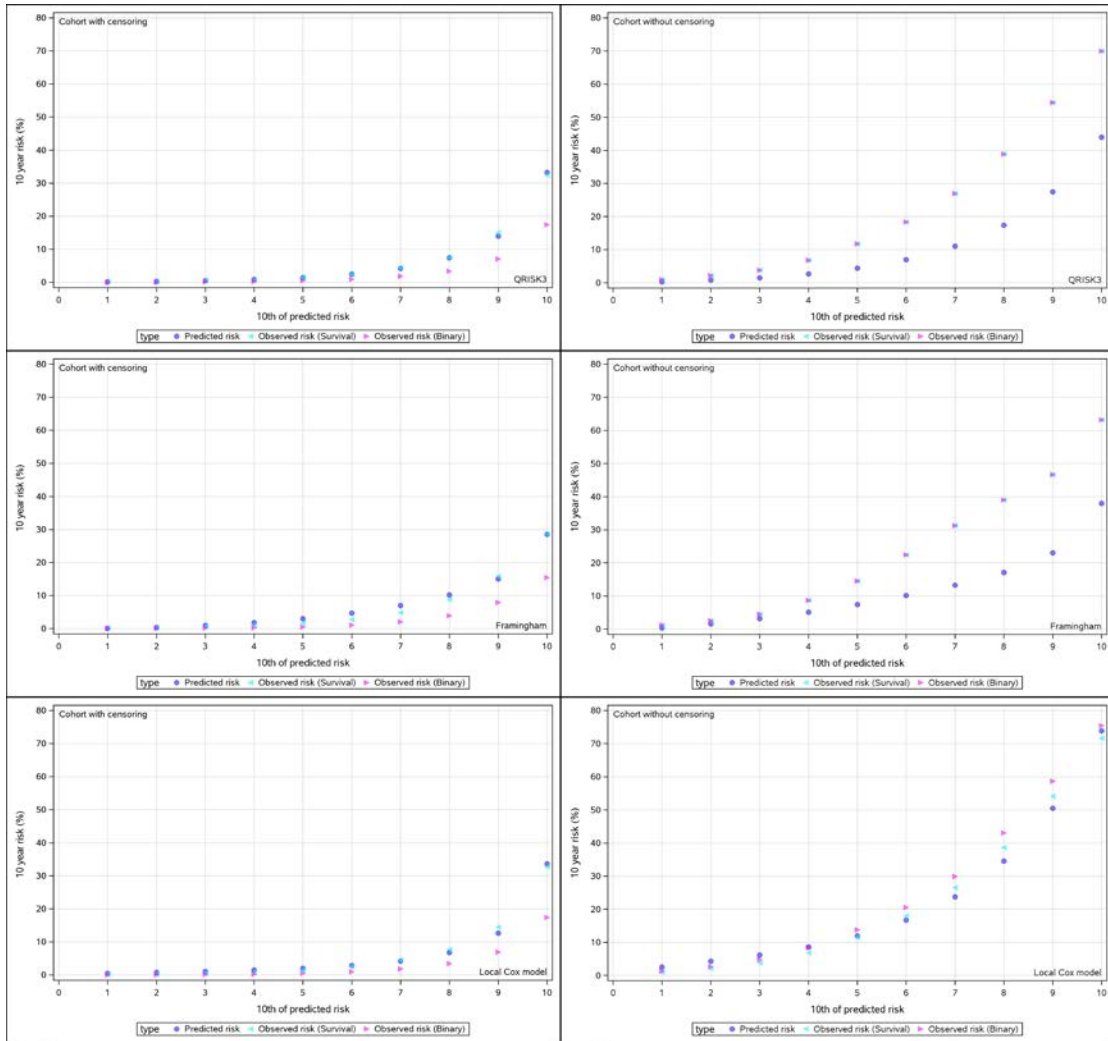 Cohort with censoring
10 year risk (%)
80
70
60
50
40
30
20
10
0
QRISK3
0 1 2 3 4 5 6 7 8 9 10
10th of predicted risk
type Predicted risk Observed risk (Survival) Observed risk (Binary)
Cohort without censoring
10 year risk (%)
80
70
60
50
40
30
20
10
0
QRISK3
0 1 2 3 4 5 6 7 8 9 10
10th of predicted risk
type Predicted risk Observed risk (Survival) Observed risk (Binary)
Cohort with censoring
10 year risk (%)
80
70
60
50
40
30
20
10
0
Framingham
0 1 2 3 4 5 6 7 8 9 10
10th of predicted risk
type Predicted risk Observed risk (Survival) Observed risk (Binary)
Cohort without censoring
10 year risk (%)
80
70
60
50
40
30
20
10
0
Framingham
0 1 2 3 4 5 6 7 8 9 10
10th of predicted risk
type Predicted risk Observed risk (Survival) Observed risk (Binary)
Cohort with censoring
10 year risk (%)
80
70
60
50
40
30
20
10
0
Local Cox model
0 1 2 3 4 5 6 7 8 9 10
10th of predicted risk
type Predicted risk Observed risk (Survival) Observed risk (Binary)
Cohort without censoring
10 year risk (%)
80
70
60
50
40
30
20
10
0
Local Cox model
0 1 2 3 4 5 6 7 8 9 10
10th of predicted risk
type Predicted risk Observed risk (Survival) Observed risk (Binary)